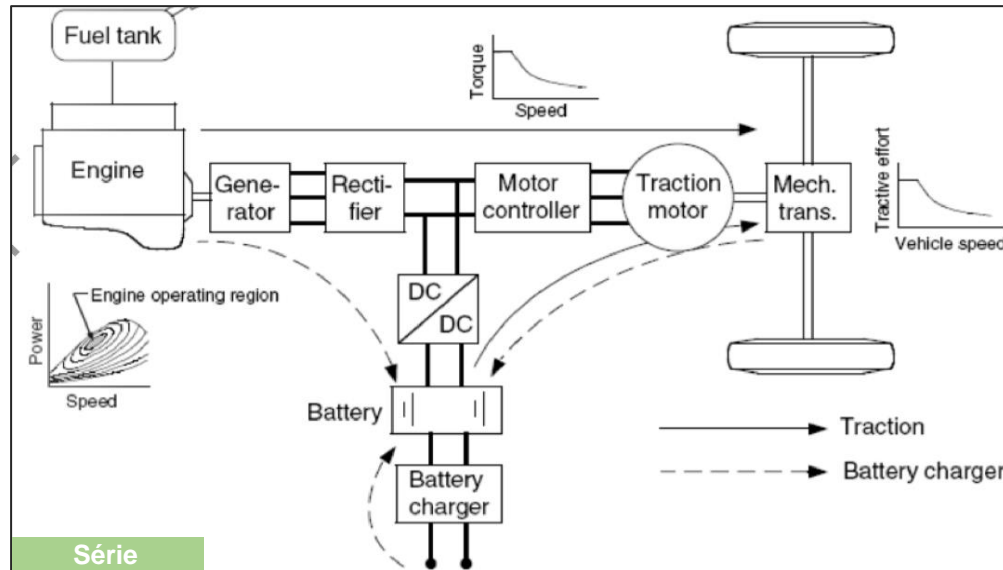 Fuel tank
Engine
Gene-
rator
Recti-
fier
Motor
controller
Traction
motor
Mech.
trans.
Torque
Speed
Tractive effort
Vehicle speed
Engine operating region
Power
Speed
DC
DC
Battery
Battery
charger
Traction
Battery charger
Série